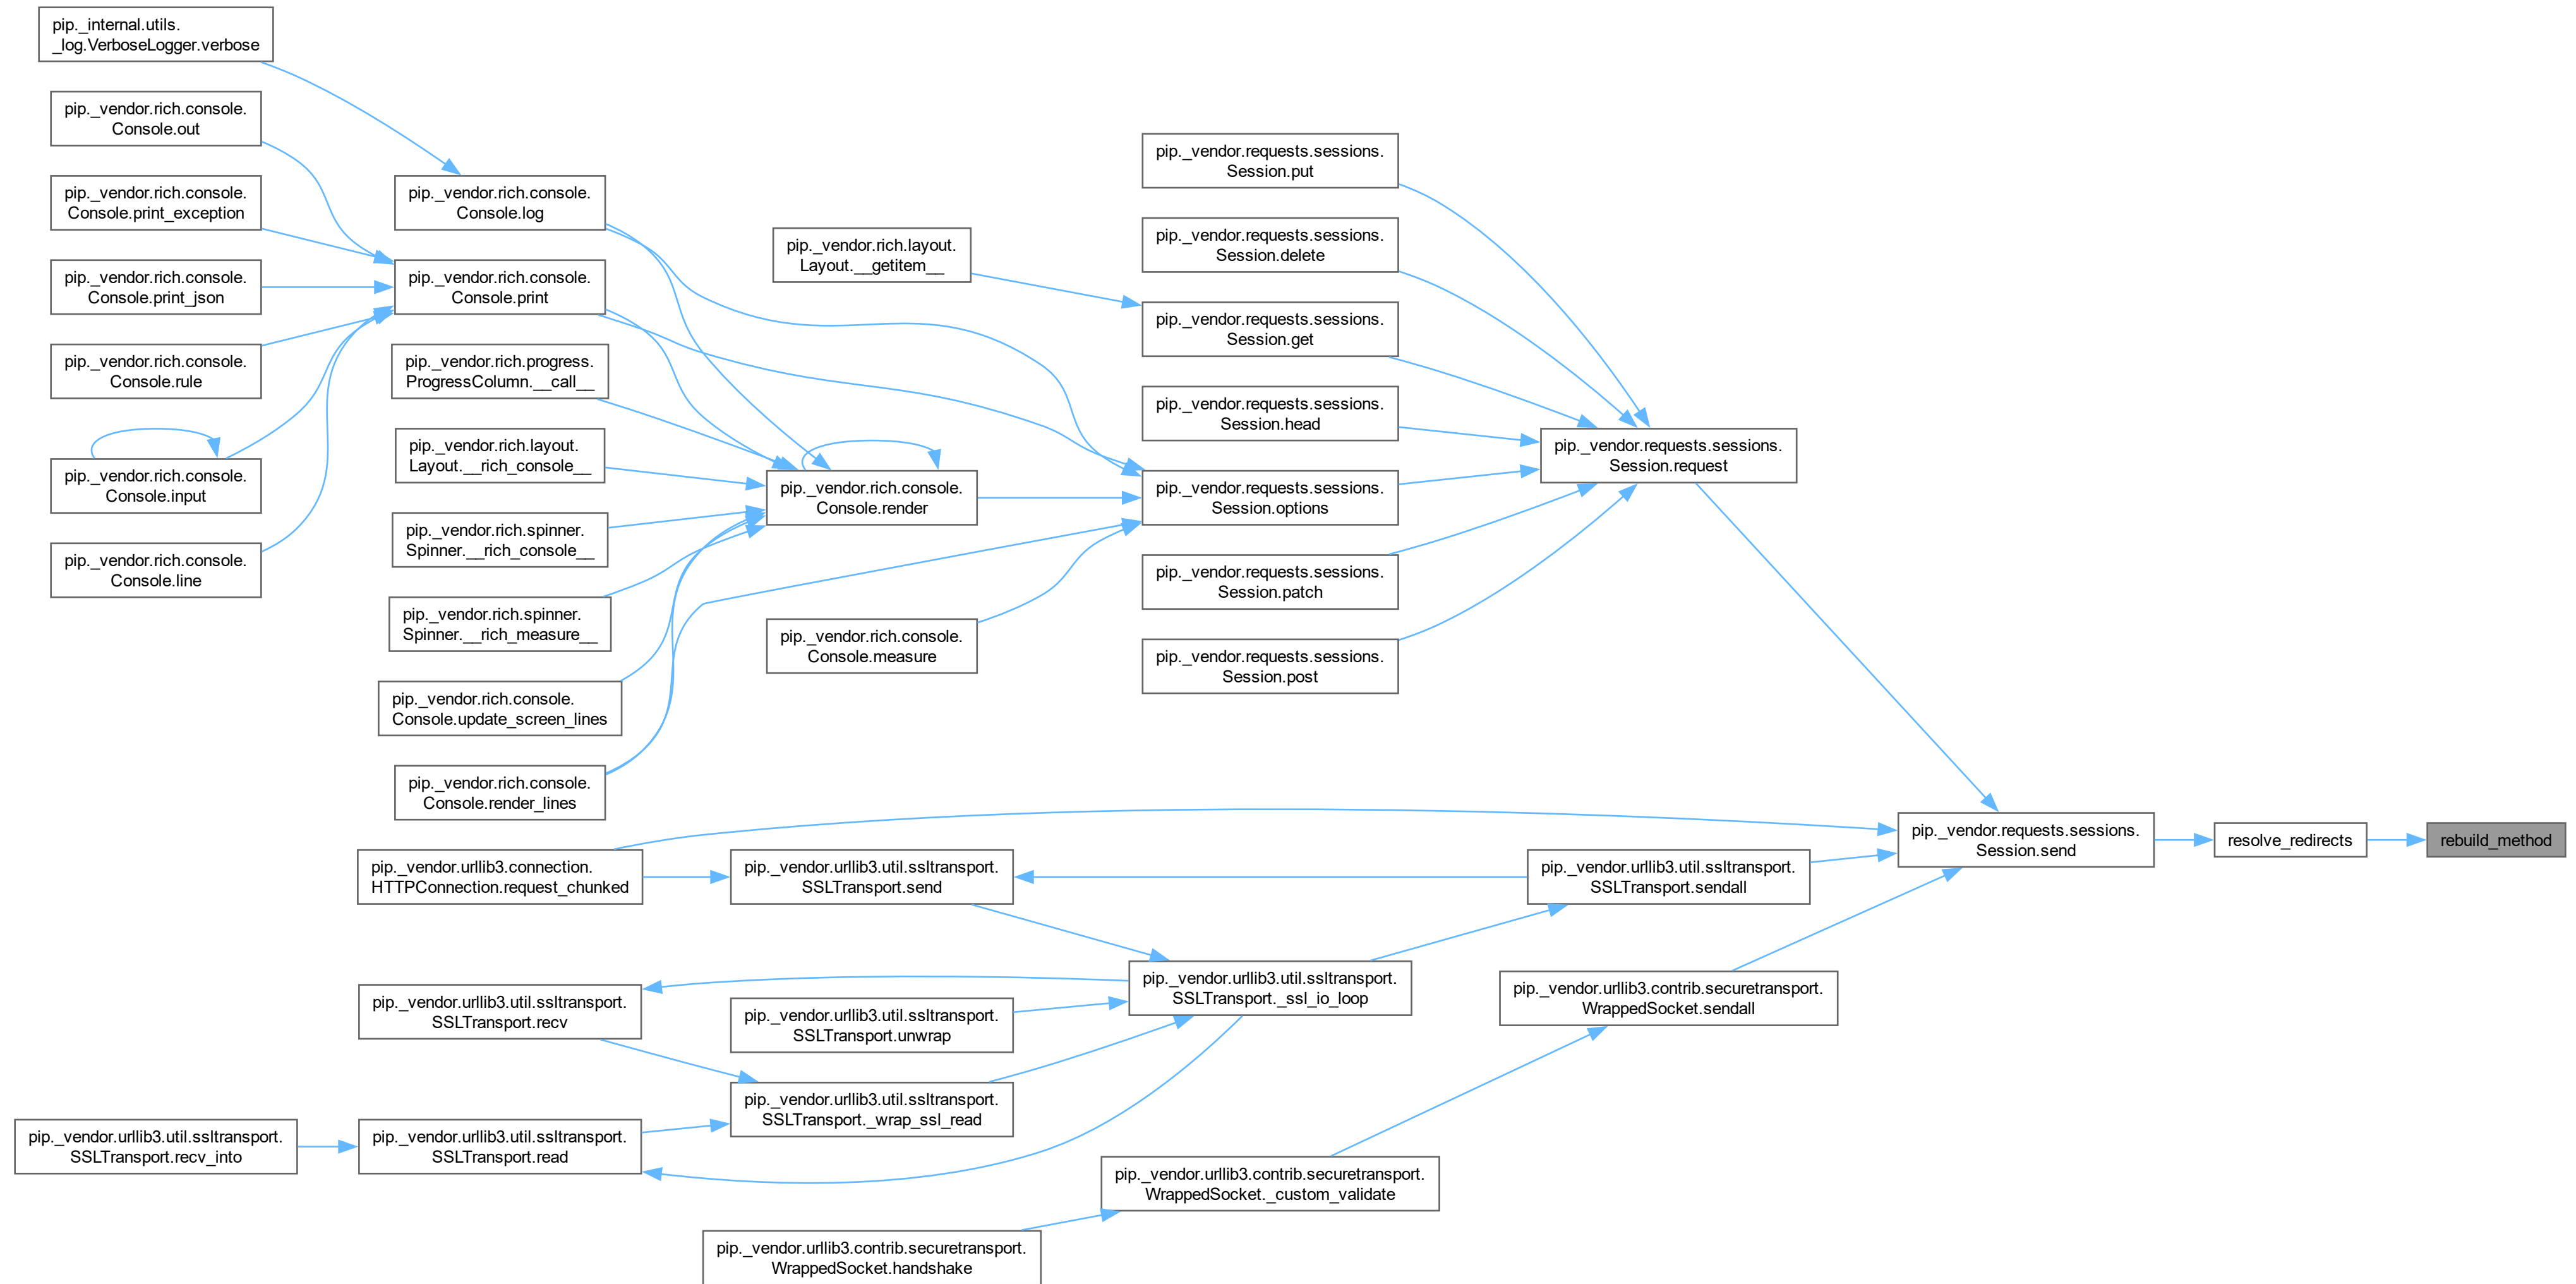 pip._internal.utils.
_log.VerboseLogger.verbose
pip._vendor.rich.console.
Console.out
pip._vendor.rich.console.
Console.print_exception
pip._vendor.rich.console.
Console.print_json
pip._vendor.rich.console.
Console.rule
pip._vendor.rich.console.
Console.input
pip._vendor.rich.console.
Console.line
pip._vendor.rich.console.
Console.log
pip._vendor.rich.console.
Console.print
pip._vendor.rich.progress.
ProgressColumn.__call__
pip._vendor.rich.layout.
Layout.__rich_console__
pip._vendor.rich.spinner.
Spinner.__rich_console__
pip._vendor.rich.spinner.
Spinner.__rich_measure__
pip._vendor.rich.console.
Console.update_screen_lines
pip._vendor.rich.console.
Console.render_lines
pip._vendor.rich.layout.
Layout.__getitem__
pip._vendor.rich.console.
Console.render
pip._vendor.rich.console.
Console.measure
pip._vendor.requests.sessions.
Session.put
pip._vendor.requests.sessions.
Session.delete
pip._vendor.requests.sessions.
Session.get
pip._vendor.requests.sessions.
Session.head
pip._vendor.requests.sessions.
Session.options
pip._vendor.requests.sessions.
Session.patch
pip._vendor.requests.sessions.
Session.post
pip._vendor.requests.sessions.
Session.request
pip._vendor.requests.sessions.
Session.send
resolve_redirects
rebuild_method
pip._vendor.urllib3.connection.
HTTPConnection.request_chunked
pip._vendor.urllib3.util.ssltransport.
SSLTransport.send
pip._vendor.urllib3.util.ssltransport.
SSLTransport.sendall
pip._vendor.urllib3.util.ssltransport.
SSLTransport._ssl_io_loop
pip._vendor.urllib3.contrib.securetransport.
WrappedSocket.sendall
pip._vendor.urllib3.util.ssltransport.
SSLTransport.recv
pip._vendor.urllib3.util.ssltransport.
SSLTransport.unwrap
pip._vendor.urllib3.util.ssltransport.
SSLTransport._wrap_ssl_read
pip._vendor.urllib3.util.ssltransport.
SSLTransport.recv_into
pip._vendor.urllib3.util.ssltransport.
SSLTransport.read
pip._vendor.urllib3.contrib.securetransport.
WrappedSocket._custom_validate
pip._vendor.urllib3.contrib.securetransport.
WrappedSocket.handshake